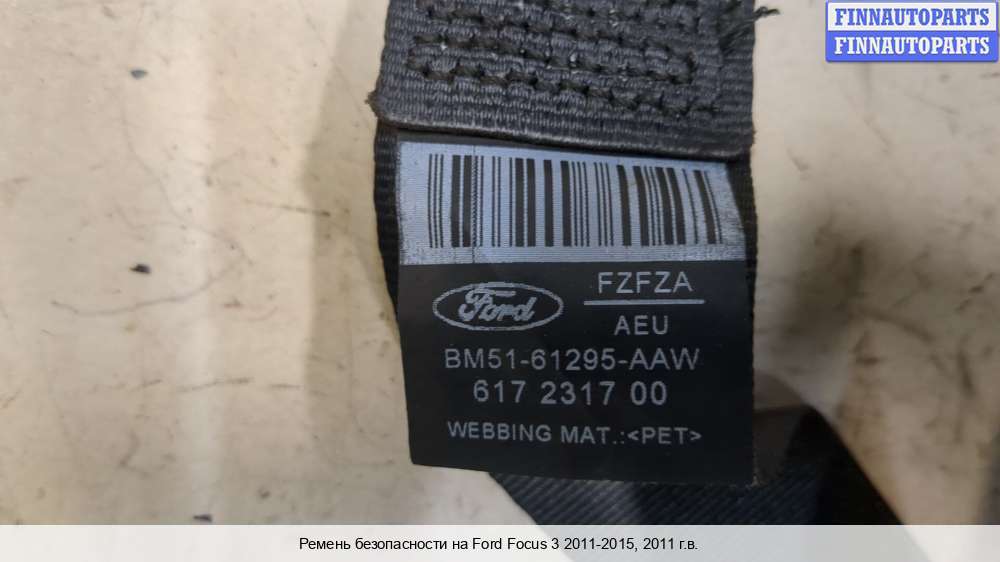 FINNAUTOPARTS
FINNAUTOPARTS
Ford
FZFZA
AEU
BM51-61295-AAW
617 2317 00
WEBBING MAT.:<PET>
Ремень безопасности на Ford Focus 3 2011-2015, 2011 г.в.